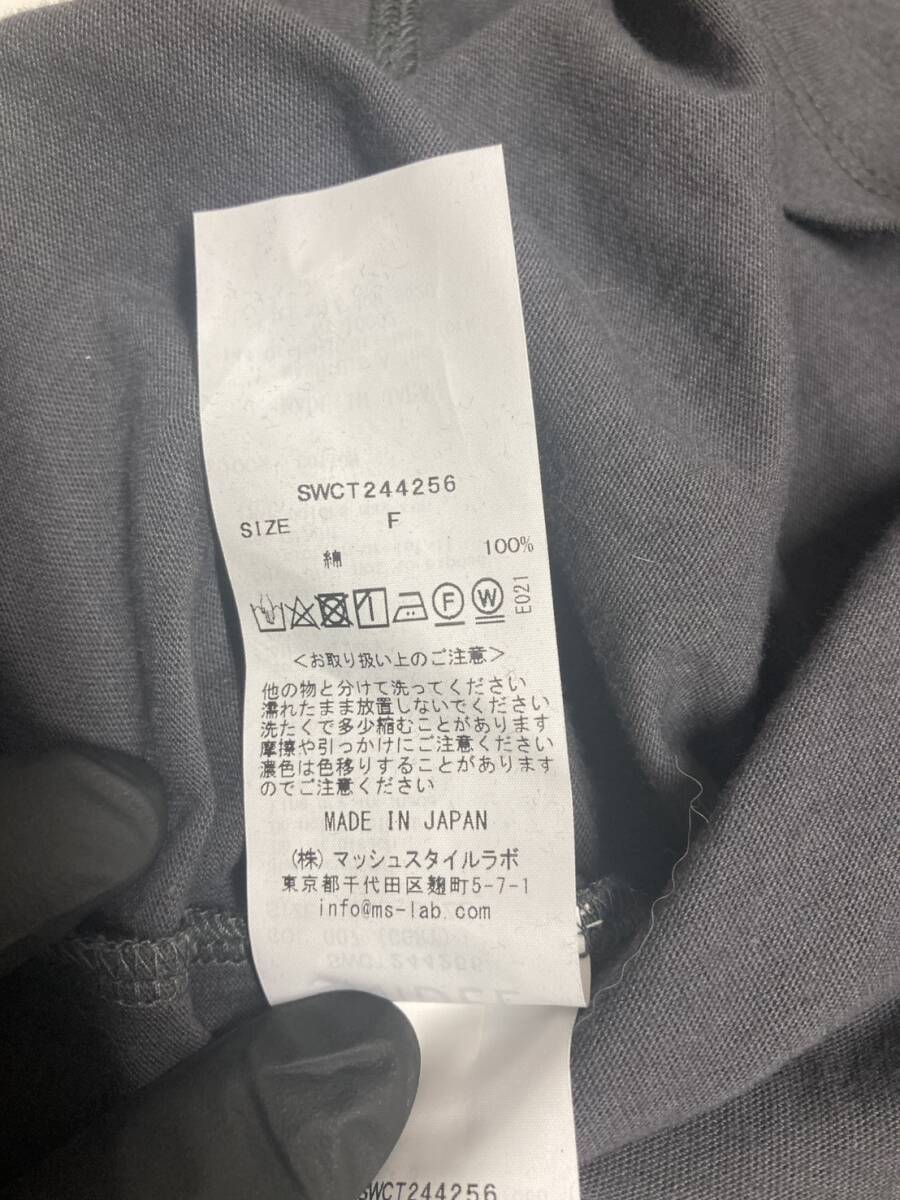 SWCT244256
SIZE F
綿 100%
F W E021
<お取り扱い上のご注意>
他の物と分けて洗ってください
濡れたまま放置しないでください
洗たくで多少縮むことがあります
摩擦や引っかけにご注意ください
濃色は色移りすることがあります
のでご注意ください
MADE IN JAPAN
(株)マッシュスタイルラボ
東京都千代田区麹町5-7-1
info@ms-lab.com
SWCT244256